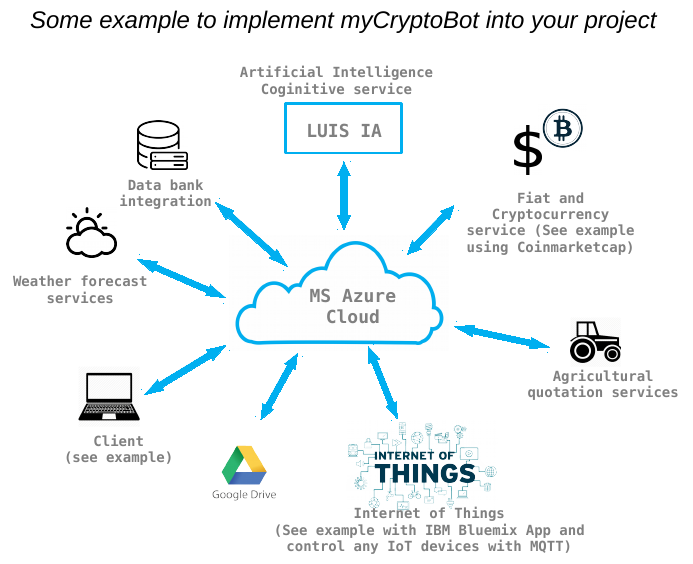 Some example to implement myCryptoBot into your project
Artificial Intelligence
Coginitive service
LUIS IA
Data bank
integration
Fiat and
Cryptocurrency
service (See example
using Coinmarketcap)
Weather forecast
services
MS Azure
Cloud
Agricultural
quotation services
Client
(see example)
Google Drive
INTERNET OF
THINGS
Internet of Things
(See example with IBM Bluemix App and
control any IoT devices with MQTT)